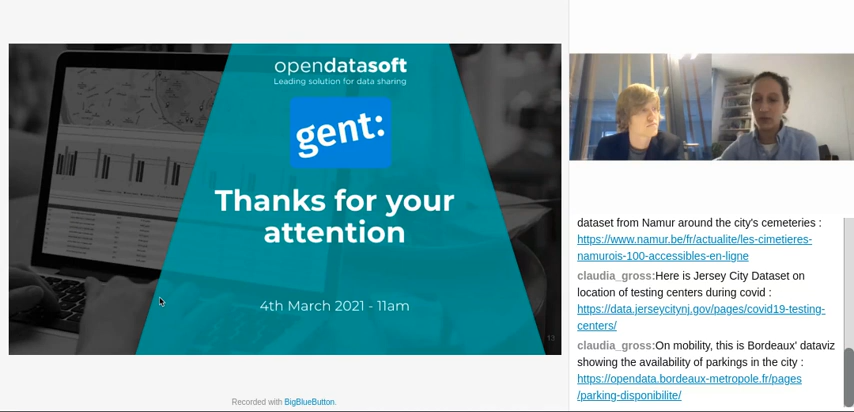 opendatasoft
Leading solution for data sharing
gent:
Thanks for your
attention
4th March 2021 - 11am
13
Recorded with BigBlueButton.
dataset from Namur around the city's cemeteries :
https://www.namur.be/fr/actualite/les-cimetieres-
namurois-100-accessibles-en-ligne
claudia_gross:Here is Jersey City Dataset on
location of testing centers during covid :
https://data.jerseycitynj.gov/pages/covid19-testing-
centers/
claudia_gross:On mobility, this is Bordeaux' dataviz
showing the availability of parkings in the city :
https://opendata.bordeaux-metropole.fr/pages
/parking-disponibilite/